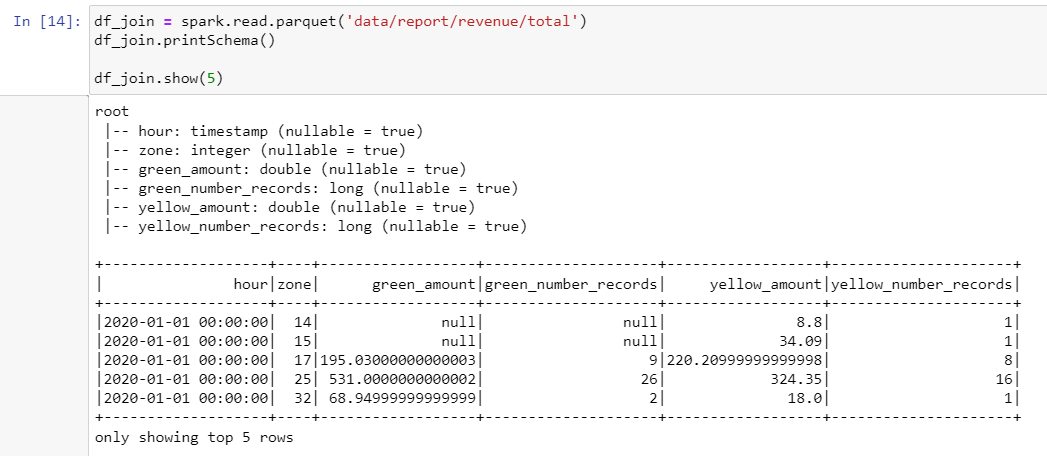 In [14]: df_join = spark.read.parquet('data/report/revenue/total')
df_join.printSchema()
df_join.show(5)
root
 |-- hour: timestamp (nullable = true)
 |-- zone: integer (nullable = true)
 |-- green_amount: double (nullable = true)
 |-- green_number_records: long (nullable = true)
 |-- yellow_amount: double (nullable = true)
 |-- yellow_number_records: long (nullable = true)
+-------------------+----+------------------+--------------------+------------------+---------------------+
|               hour|zone|      green_amount|green_number_records|     yellow_amount|yellow_number_records|
+-------------------+----+------------------+--------------------+------------------+---------------------+
|2020-01-01 00:00:00|  14|              null|                null|               8.8|                    1|
|2020-01-01 00:00:00|  15|              null|                null|             34.09|                    1|
|2020-01-01 00:00:00|  17|195.03000000000003|                   9|220.20999999999998|                    8|
|2020-01-01 00:00:00|  25| 531.0000000000002|                  26|            324.35|                   16|
|2020-01-01 00:00:00|  32| 68.94999999999999|                   2|              18.0|                    1|
+-------------------+----+------------------+--------------------+------------------+---------------------+
only showing top 5 rows